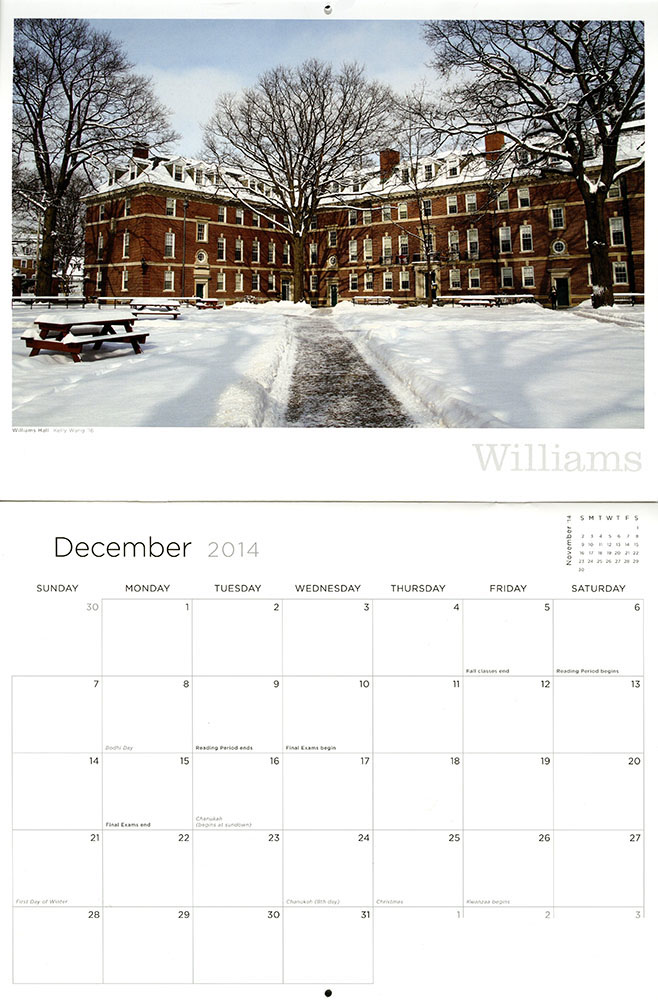 Williams Hall Kelly Wang '16
Williams
December 2014
November '14
S M T W T F S
1
2 3 4 5 6 7 8
9 10 11 12 13 14 15
16 17 18 19 20 21 22
23 24 25 26 27 28 29
30
SUNDAY MONDAY TUESDAY WEDNESDAY THURSDAY FRIDAY SATURDAY
30 1 2 3 4 5 6
Fall classes end Reading Period begins
7 8 9 10 11 12 13
Bodhi Day Reading Period ends Final Exams begin
14 15 16 17 18 19 20
Final Exams end Chanukah
(begins at sundown)
21 22 23 24 25 26 27
First Day of Winter Chanukah (8th day) Christmas Kwanzaa begins
28 29 30 31 1 2 3